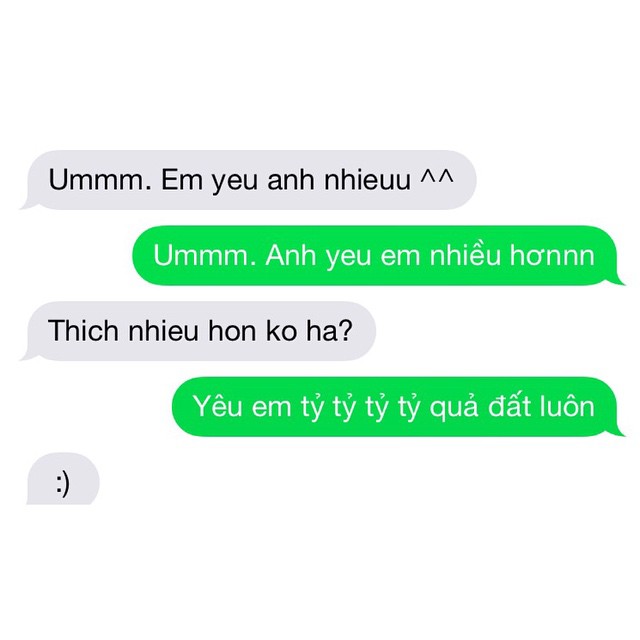 Ummm. Em yeu anh nhieuu ^^
Ummm. Anh yeu em nhiều hơnnn
Thich nhieu hon ko ha?
Yêu em tỷ tỷ tỷ tỷ quả đất luôn
:)